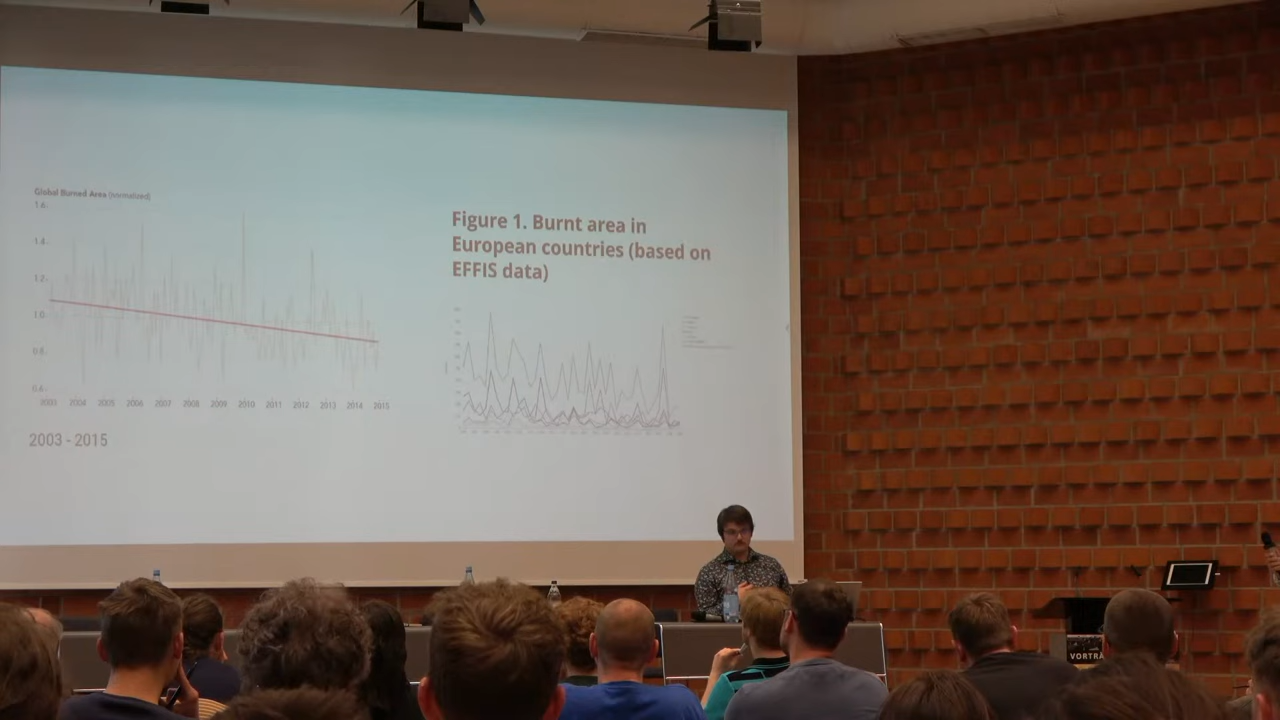 Global Burned Area (normalized)
1.6
1.4
1.2
1.0
0.8
0.6
2003 2004 2005 2006 2007 2008 2009 2010 2011 2012 2013 2014 2015
2003 - 2015
Figure 1. Burnt area in
European countries (based on
EFFIS data)
VORTRÄ